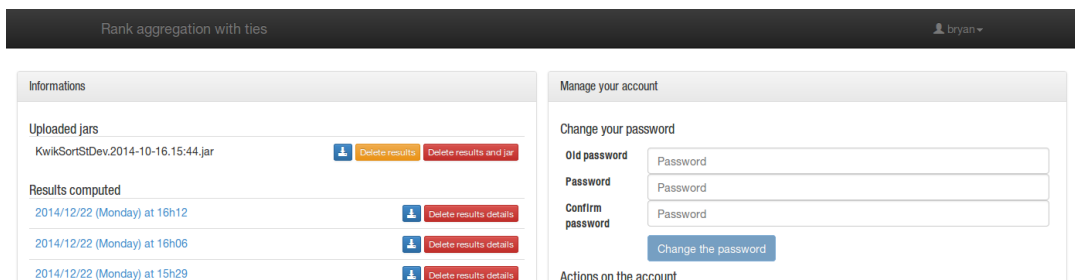 Rank aggregation with ties
bryan
Informations
Uploaded jars
KwikSortStDev.2014-10-16.15:44.jar Delete results Delete results and jar
Results computed
2014/12/22 (Monday) at 16h12 Delete results details
2014/12/22 (Monday) at 16h06 Delete results details
2014/12/22 (Monday) at 15h29 Delete results details
Manage your account
Change your password
Old password Password
Password Password
Confirm
password Password
Change the password
Actions on the account